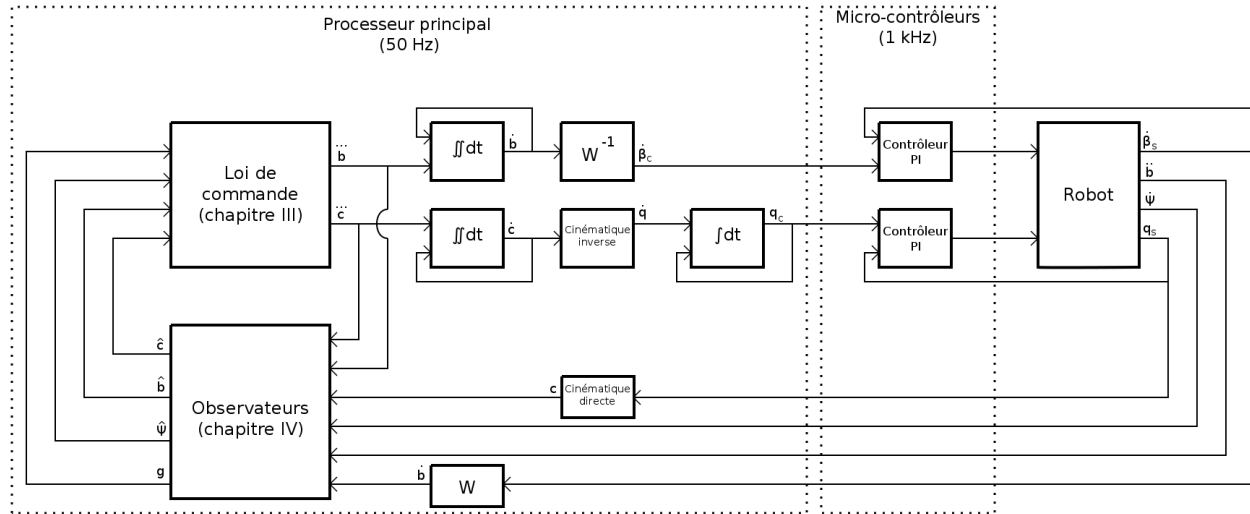 Processeur principal
(50 Hz)
Micro-contrôleurs
(1 kHz)
Loi de
commande
(chapitre III)
b⃛
c⃛
∬dt
ḃ
W⁻¹
β̇c
Contrôleur
PI
Robot
β̇s
b̈
ψ̇
qs
∬dt
ċ
Cinématique
inverse
q̇
∫dt
qc
Contrôleur
PI
Observateurs
(chapitre IV)
ĉ
b̂
ψ̂
g
c
Cinématique
directe
ḃ
W